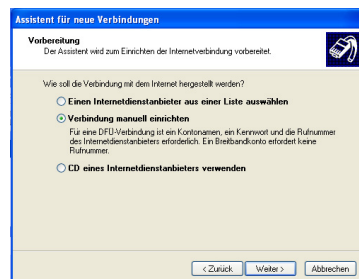 Assistent für neue Verbindungen
Vorbereitung
Der Assistent wird zum Einrichten der Internetverbindung vorbereitet.
Wie soll die Verbindung mit dem Internet hergestellt werden?
Einen Internetdienstanbieter aus einer Liste auswählen
Verbindung manuell einrichten
Für eine DFÜ-Verbindung ist ein Kontonamen, ein Kennwort und die Rufnummer
des Internetdienstanbieters erforderlich. Ein Breitbandkonto erfordert keine
Rufnummer.
CD eines Internetdienstanbieters verwenden
< Zurück Weiter > Abbrechen